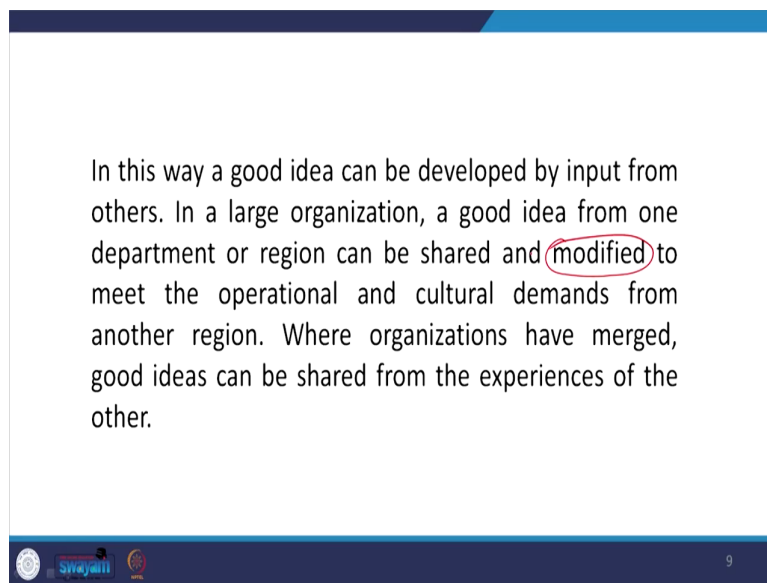 In this way a good idea can be developed by input from
others. In a large organization, a good idea from one
department or region can be shared and modified to
meet the operational and cultural demands from
another region. Where organizations have merged,
good ideas can be shared from the experiences of the
other.
swayam
9